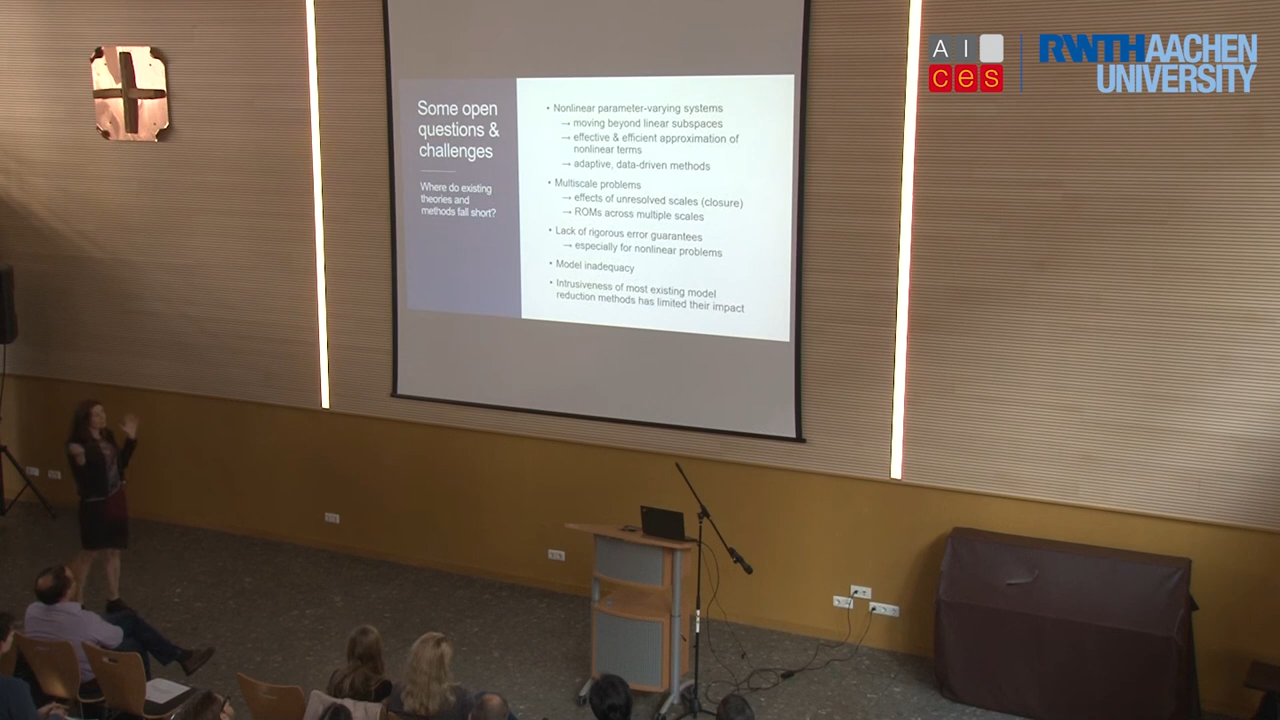 AI
ces
RWTHAACHEN
UNIVERSITY
Some open
questions &
challenges
Where do existing
theories and
methods fall short?
• Nonlinear parameter-varying systems
→ moving beyond linear subspaces
→ effective & efficient approximation of
nonlinear terms
→ adaptive, data-driven methods
• Multiscale problems
→ effects of unresolved scales (closure)
→ ROMs across multiple scales
• Lack of rigorous error guarantees
→ especially for nonlinear problems
• Model inadequacy
• Intrusiveness of most existing model
reduction methods has limited their impact